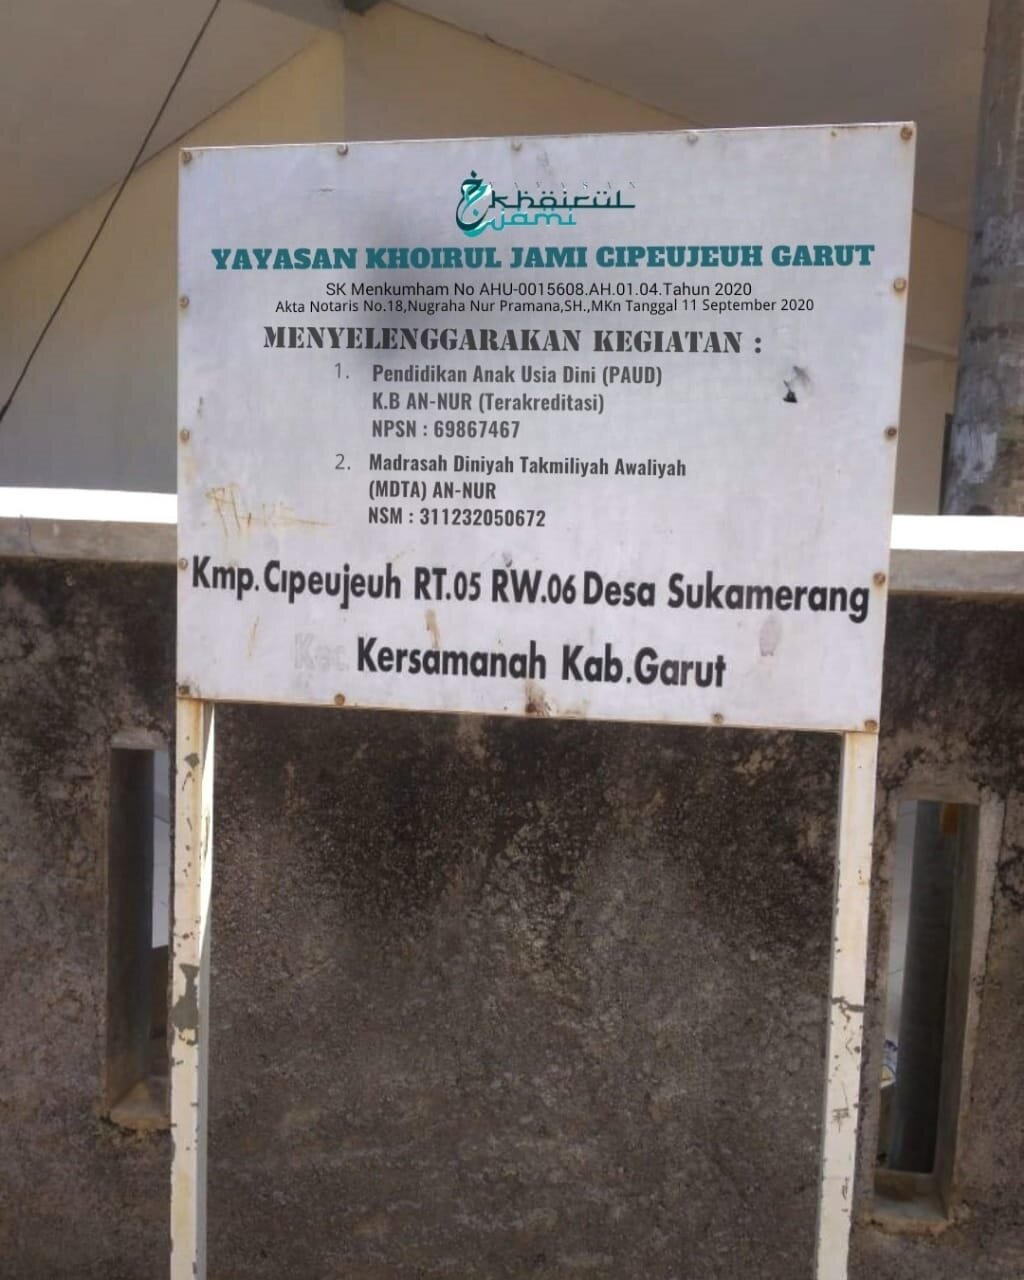 YAYASAN
khoirul
jami
YAYASAN KHOIRUL JAMI CIPEUJEUH GARUT
SK Menkumham No AHU-0015608.AH.01.04.Tahun 2020
Akta Notaris No.18,Nugraha Nur Pramana,SH.,MKn Tanggal 11 September 2020
MENYELENGGARAKAN KEGIATAN :
1. Pendidikan Anak Usia Dini (PAUD)
K.B AN-NUR (Terakreditasi)
NPSN : 69867467
2. Madrasah Diniyah Takmiliyah Awaliyah
(MDTA) AN-NUR
NSM : 311232050672
Kmp.Cipeujeuh RT.05 RW.06 Desa Sukamerang
Kec. Kersamanah Kab.Garut